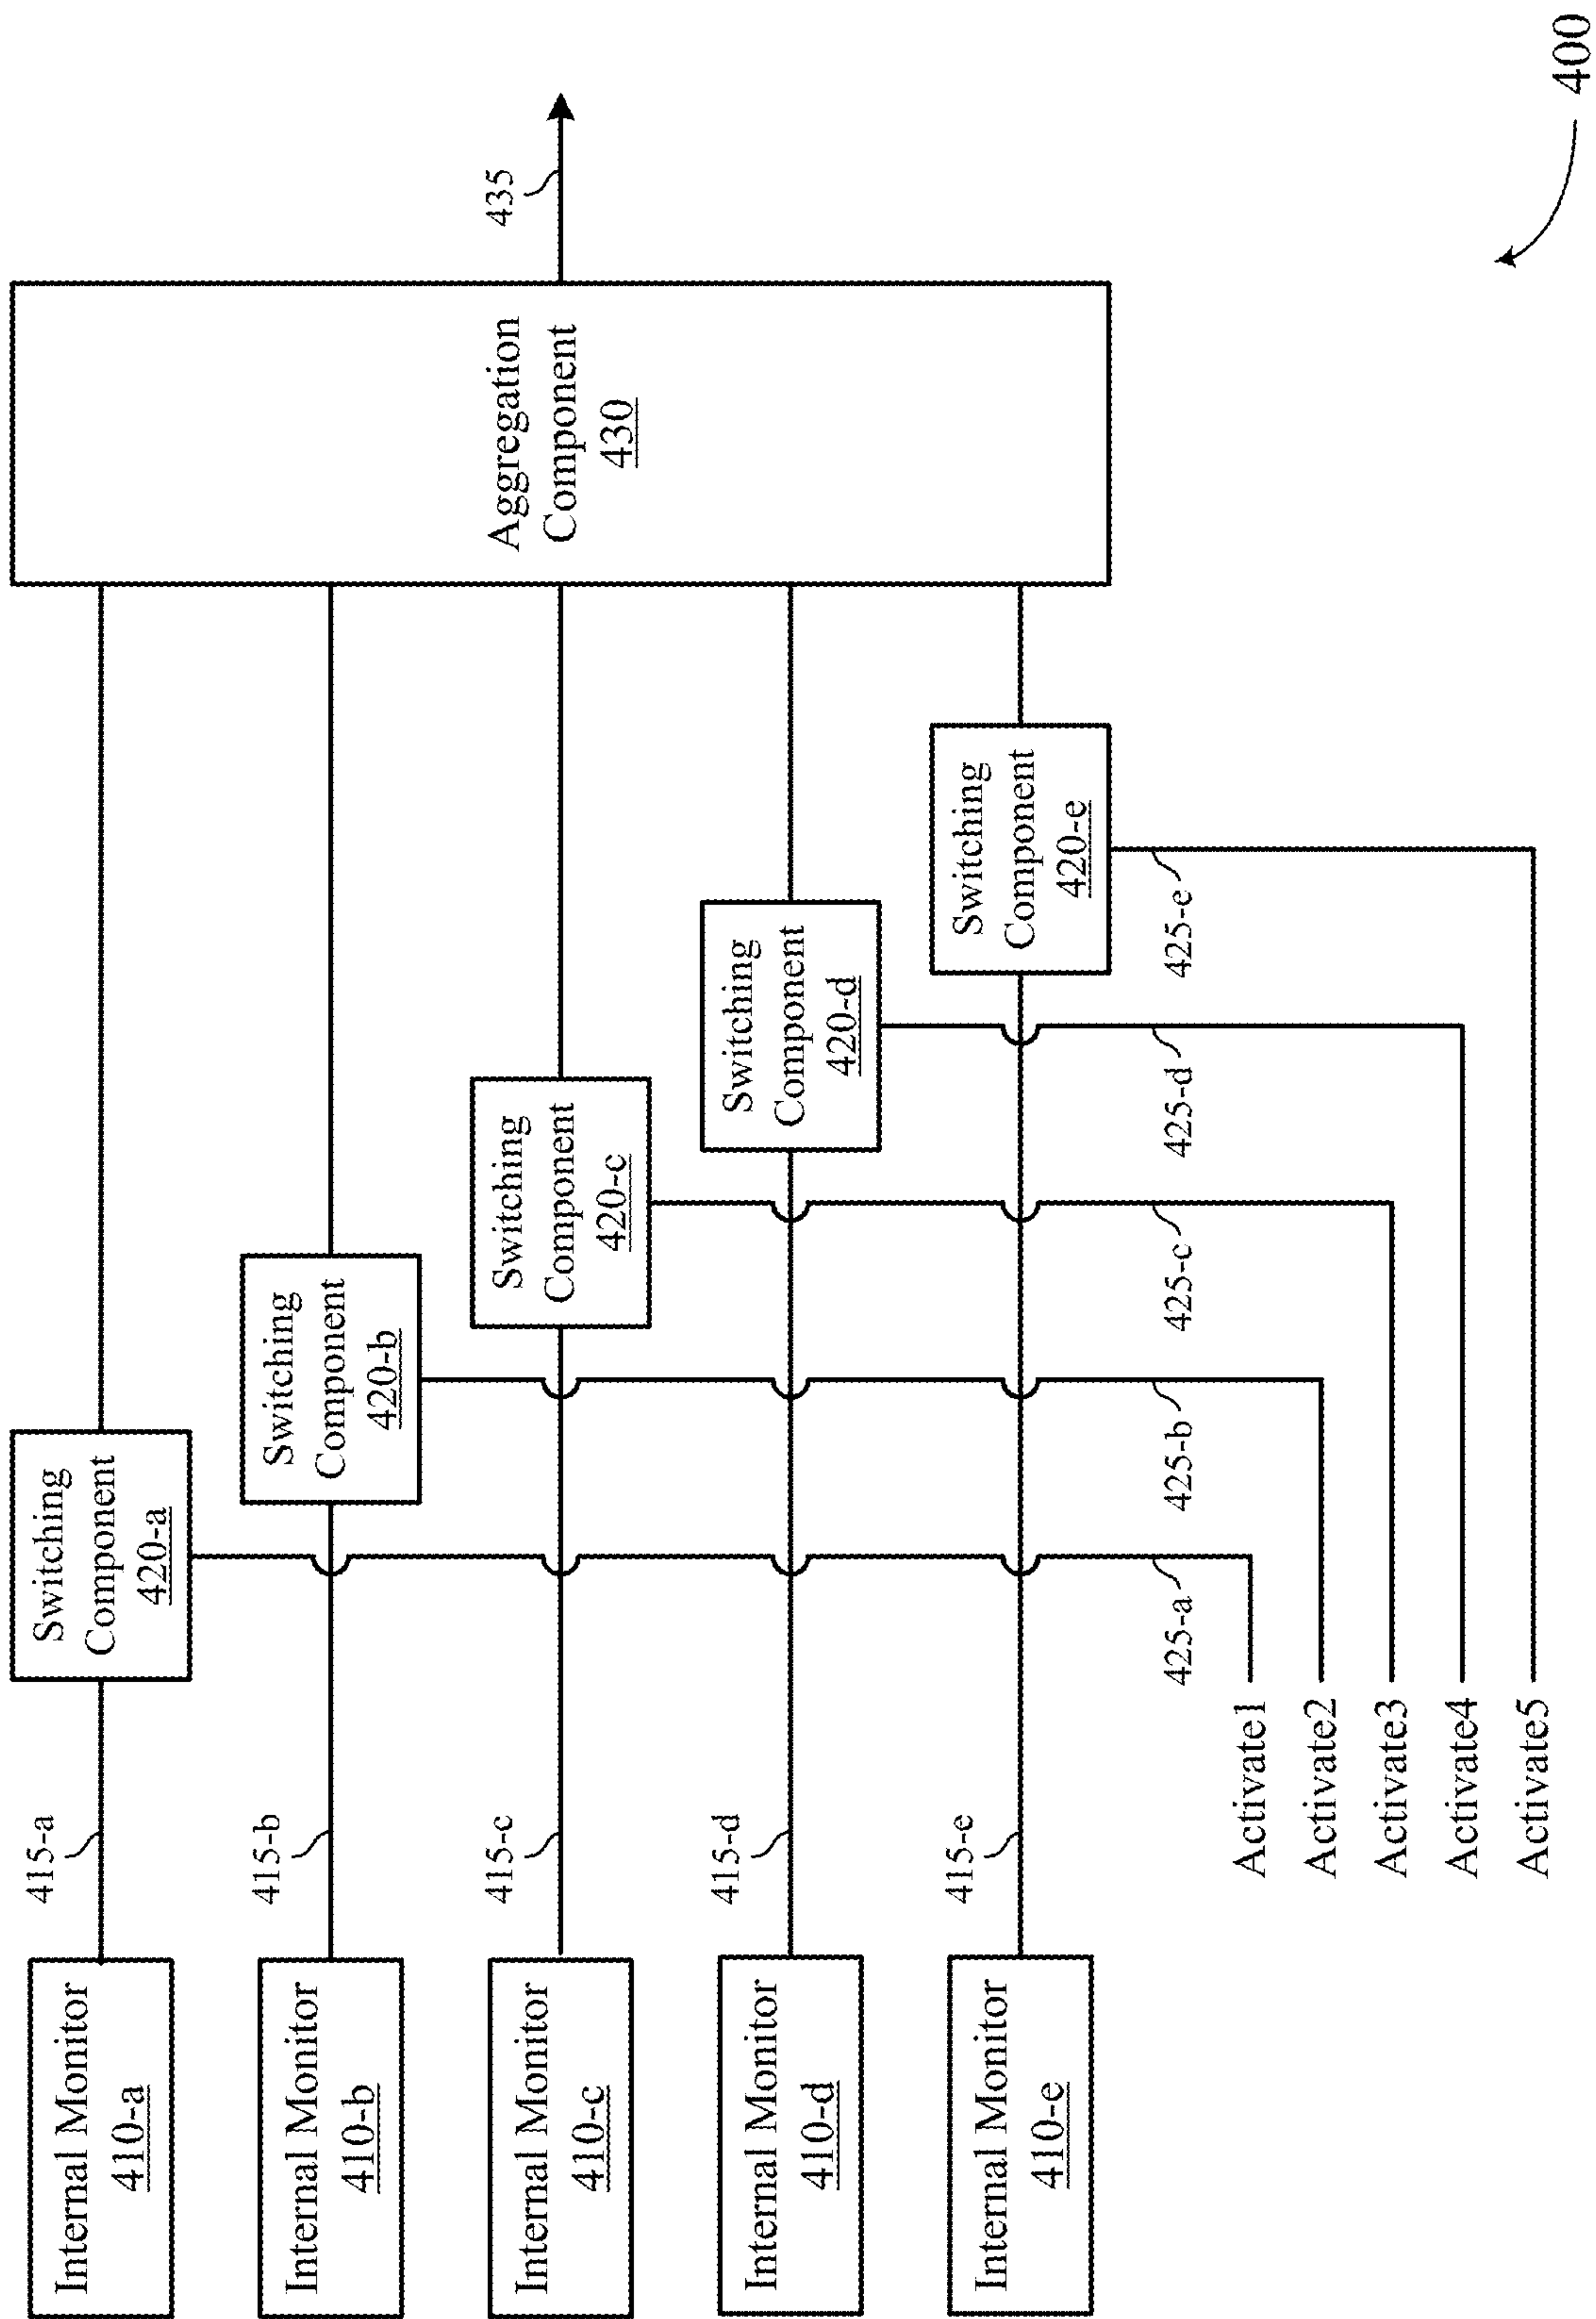 Internal Monitor
410-a
415-a
Switching
Component
420-a
Internal Monitor
410-b
415-b
Switching
Component
420-b
Internal Monitor
410-c
415-c
Switching
Component
420-c
Internal Monitor
410-d
415-d
Switching
Component
420-d
Internal Monitor
410-e
415-e
Switching
Component
420-e
Aggregation
Component
430
435
425-a
425-b
425-c
425-d
425-e
Activate1
Activate2
Activate3
Activate4
Activate5
400